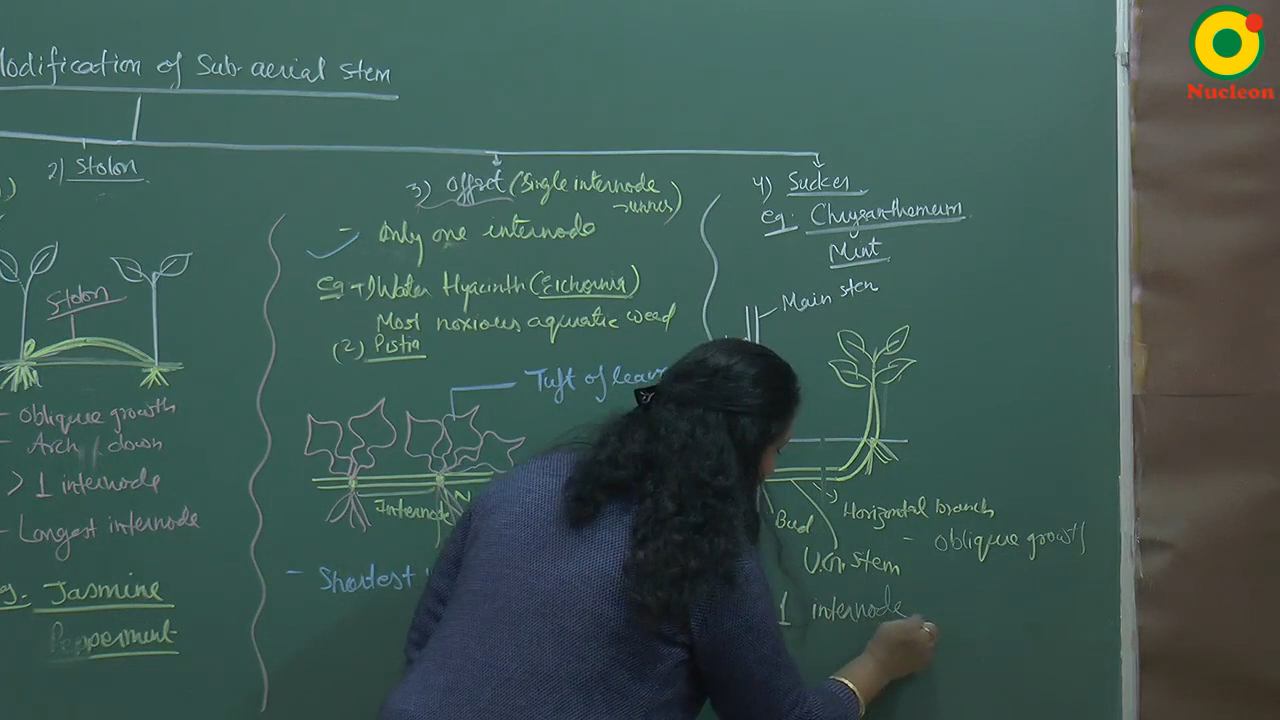 Modification of Sub-aerial stem
2) Stolon
Stolon
- oblique growth
- Arch down
> 1 internode
- Longest internode
eg. Jasmine
Peppermint
3) offset (Single internode runner)
- Only one internode
eg → 1) Water Hyacinth (Eichornia)
Most noxious aquatic weed
(2) Pistia
Tuft of leav
Internode N
- Shortest
4) Sucker
eg. Chrysanthemum
Mint
Main stem
Horizontal branch
- oblique growth
Bud
U.G. stem
1 internode
Nucleon